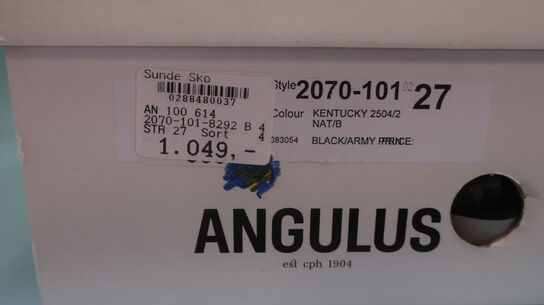 Sunde Sko
0288480037
AN 100 614
2070-101-8292 B 4
STR 27 Sort 4
1.049,-
Style 2070-101 02 27
Colour KENTUCKY 2504/2
NAT/B
083054 BLACK/ARMY
ANGULUS
est cph 1904